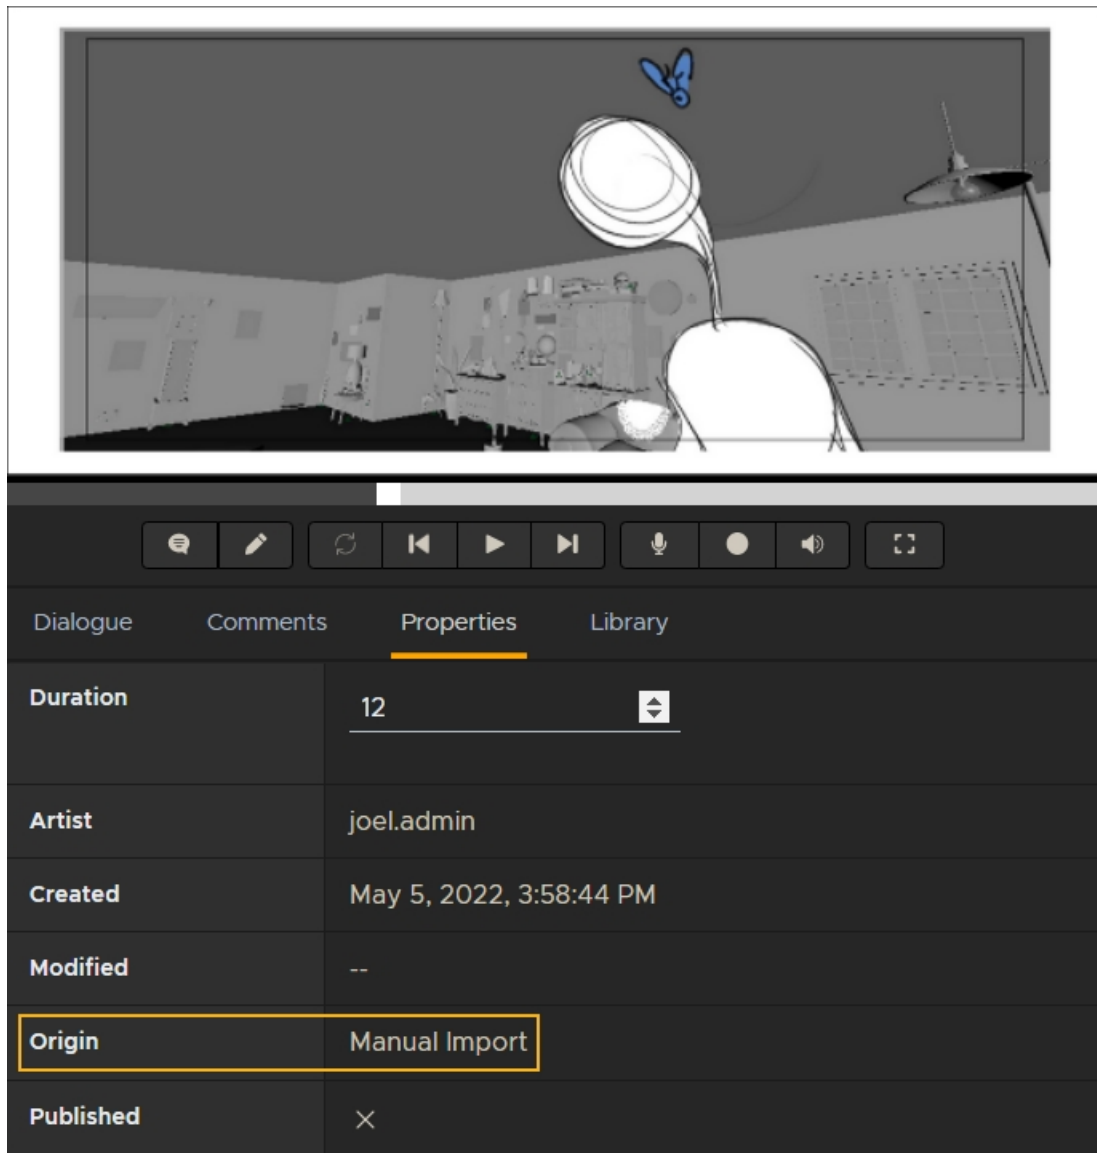 Dialogue Comments Properties Library
Duration 12
Artist joel.admin
Created May 5, 2022, 3:58:44 PM
Modified --
Origin Manual Import
Published